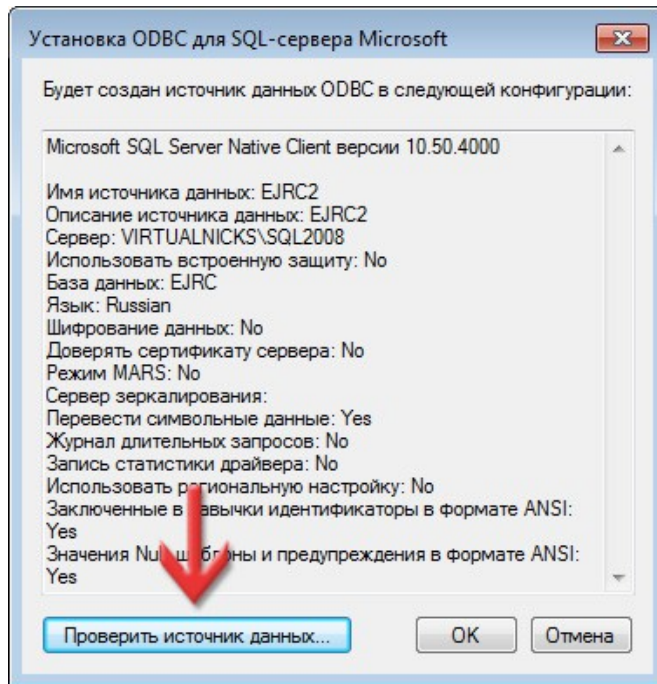 Установка ODBC для SQL-сервера Microsoft
Будет создан источник данных ODBC в следующей конфигурации:
Microsoft SQL Server Native Client версии 10.50.4000
Имя источника данных: EJRC2
Описание источника данных: EJRC2
Сервер: VIRTUALNICKS\SQL2008
Использовать встроенную защиту: No
База данных: EJRC
Язык: Russian
Шифрование данных: No
Доверять сертификату сервера: No
Режим MARS: No
Сервер зеркалирования:
Перевести символьные данные: Yes
Журнал длительных запросов: No
Запись статистики драйвера: No
Использовать региональную настройку: No
Заключенные в кавычки идентификаторы в формате ANSI:
Yes
Значения Null, шаблоны и предупреждения в формате ANSI:
Yes
Проверить источник данных...
OK
Отмена